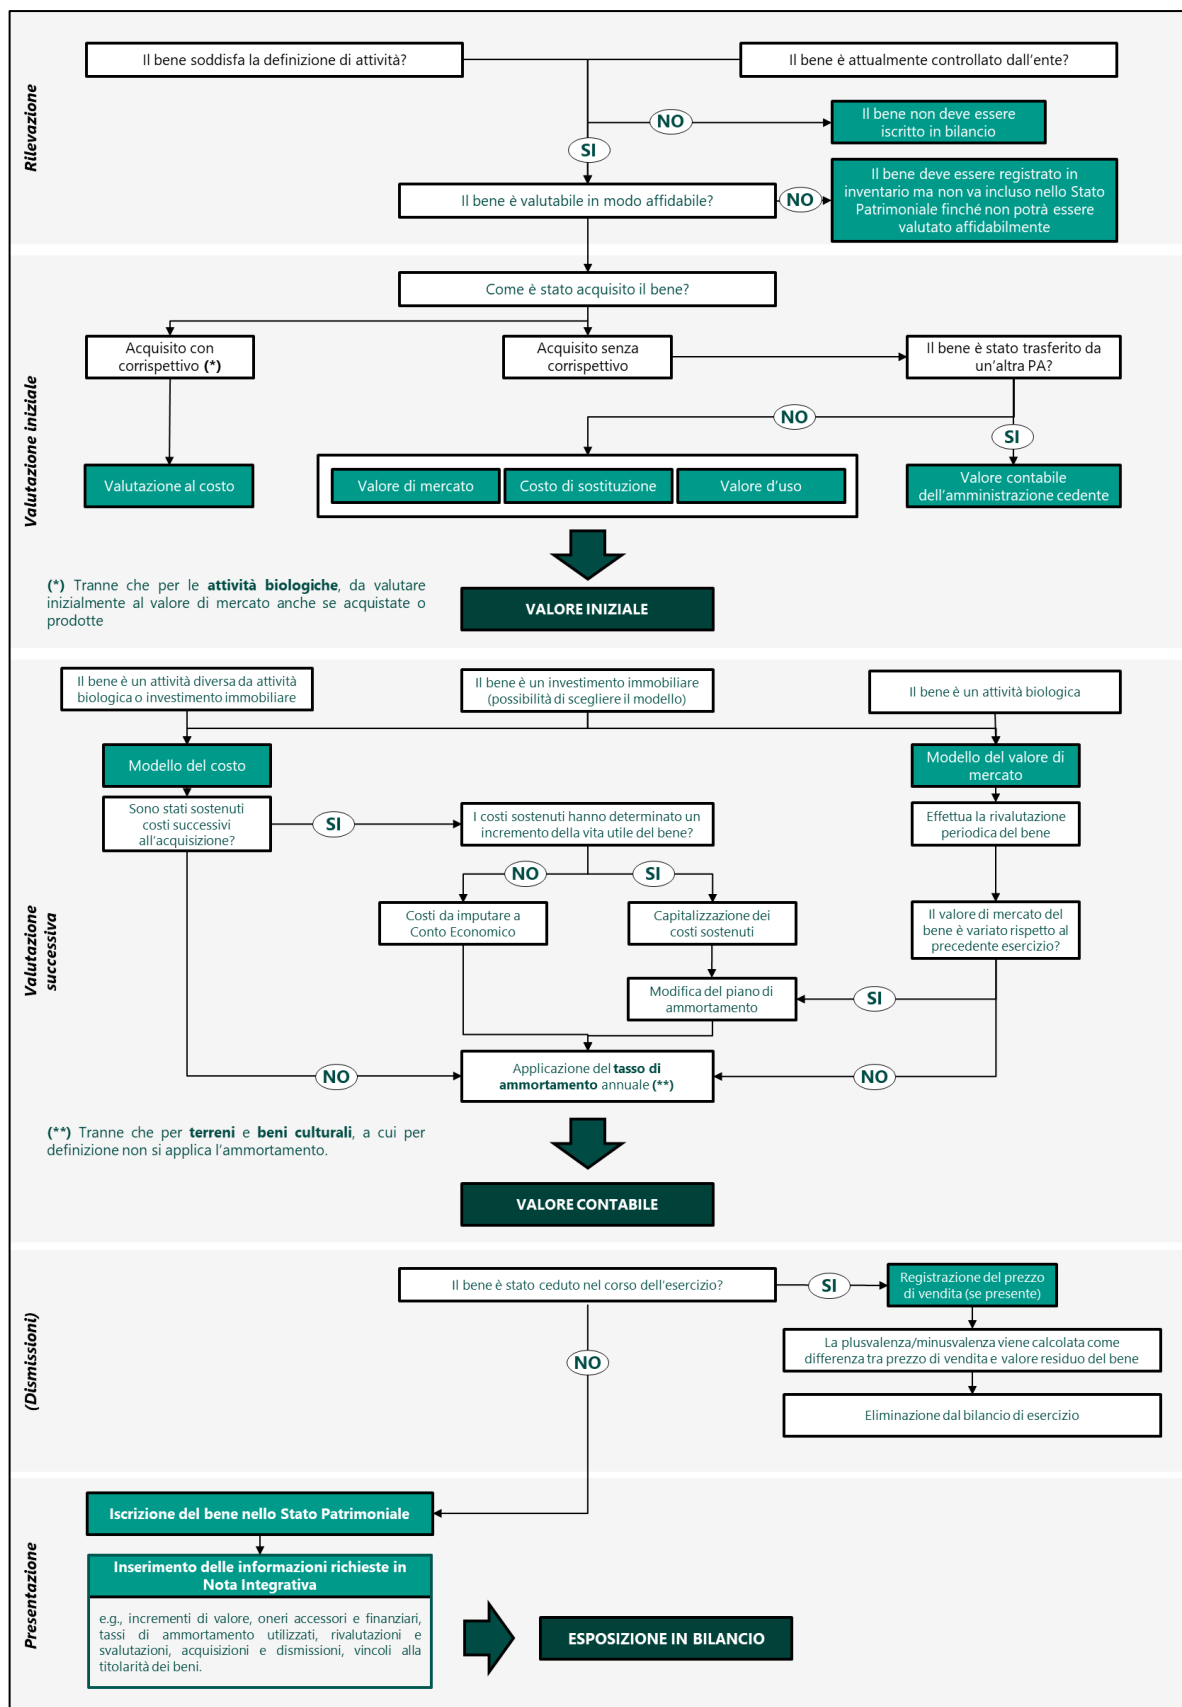 Rilevazione
Il bene soddisfa la definizione di attività?
Il bene è attualmente controllato dall'ente?
NO
Il bene non deve essere
iscritto in bilancio
SI
Il bene è valutabile in modo affidabile?
NO
Il bene deve essere registrato in
inventario ma non va incluso nello Stato
Patrimoniale finché non potrà essere
valutato affidabilmente
Valutazione iniziale
Come è stato acquisito il bene?
Acquisito con
corrispettivo (*)
Acquisito senza
corrispettivo
Il bene è stato trasferito da
un'altra PA?
NO
SI
Valutazione al costo
Valore di mercato
Costo di sostituzione
Valore d'uso
Valore contabile
dell'amministrazione cedente
(*) Tranne che per le attività biologiche, da valutare
inizialmente al valore di mercato anche se acquistate o
prodotte
VALORE INIZIALE
Valutazione
successiva
Il bene è un attività diversa da attività
biologica o investimento immobiliare
Il bene è un investimento immobiliare
(possibilità di scegliere il modello)
Il bene è un attività biologica
Modello del costo
Modello del valore di
mercato
Sono stati sostenuti
costi successivi
all'acquisizione?
SI
I costi sostenuti hanno determinato un
incremento della vita utile del bene?
Effettua la rivalutazione
periodica del bene
NO
SI
Costi da imputare a
Conto Economico
Capitalizzazione dei
costi sostenuti
Il valore di mercato del
bene è variato rispetto al
precedente esercizio?
Modifica del piano di
ammortamento
SI
NO
Applicazione del tasso di
ammortamento annuale (**)
NO
(**) Tranne che per terreni e beni culturali, a cui per
definizione non si applica l'ammortamento.
VALORE CONTABILE
(Dismissioni)
Il bene è stato ceduto nel corso dell'esercizio?
SI
Registrazione del prezzo
di vendita (se presente)
La plusvalenza/minusvalenza viene calcolata come
differenza tra prezzo di vendita e valore residuo del bene
NO
Eliminazione dal bilancio di esercizio
Presentazione
Iscrizione del bene nello Stato Patrimoniale
Inserimento delle informazioni richieste in
Nota Integrativa
e.g., incrementi di valore, oneri accessori e finanziari,
tassi di ammortamento utilizzati, rivalutazioni e
svalutazioni, acquisizioni e dismissioni, vincoli alla
titolarità dei beni.
ESPOSIZIONE IN BILANCIO